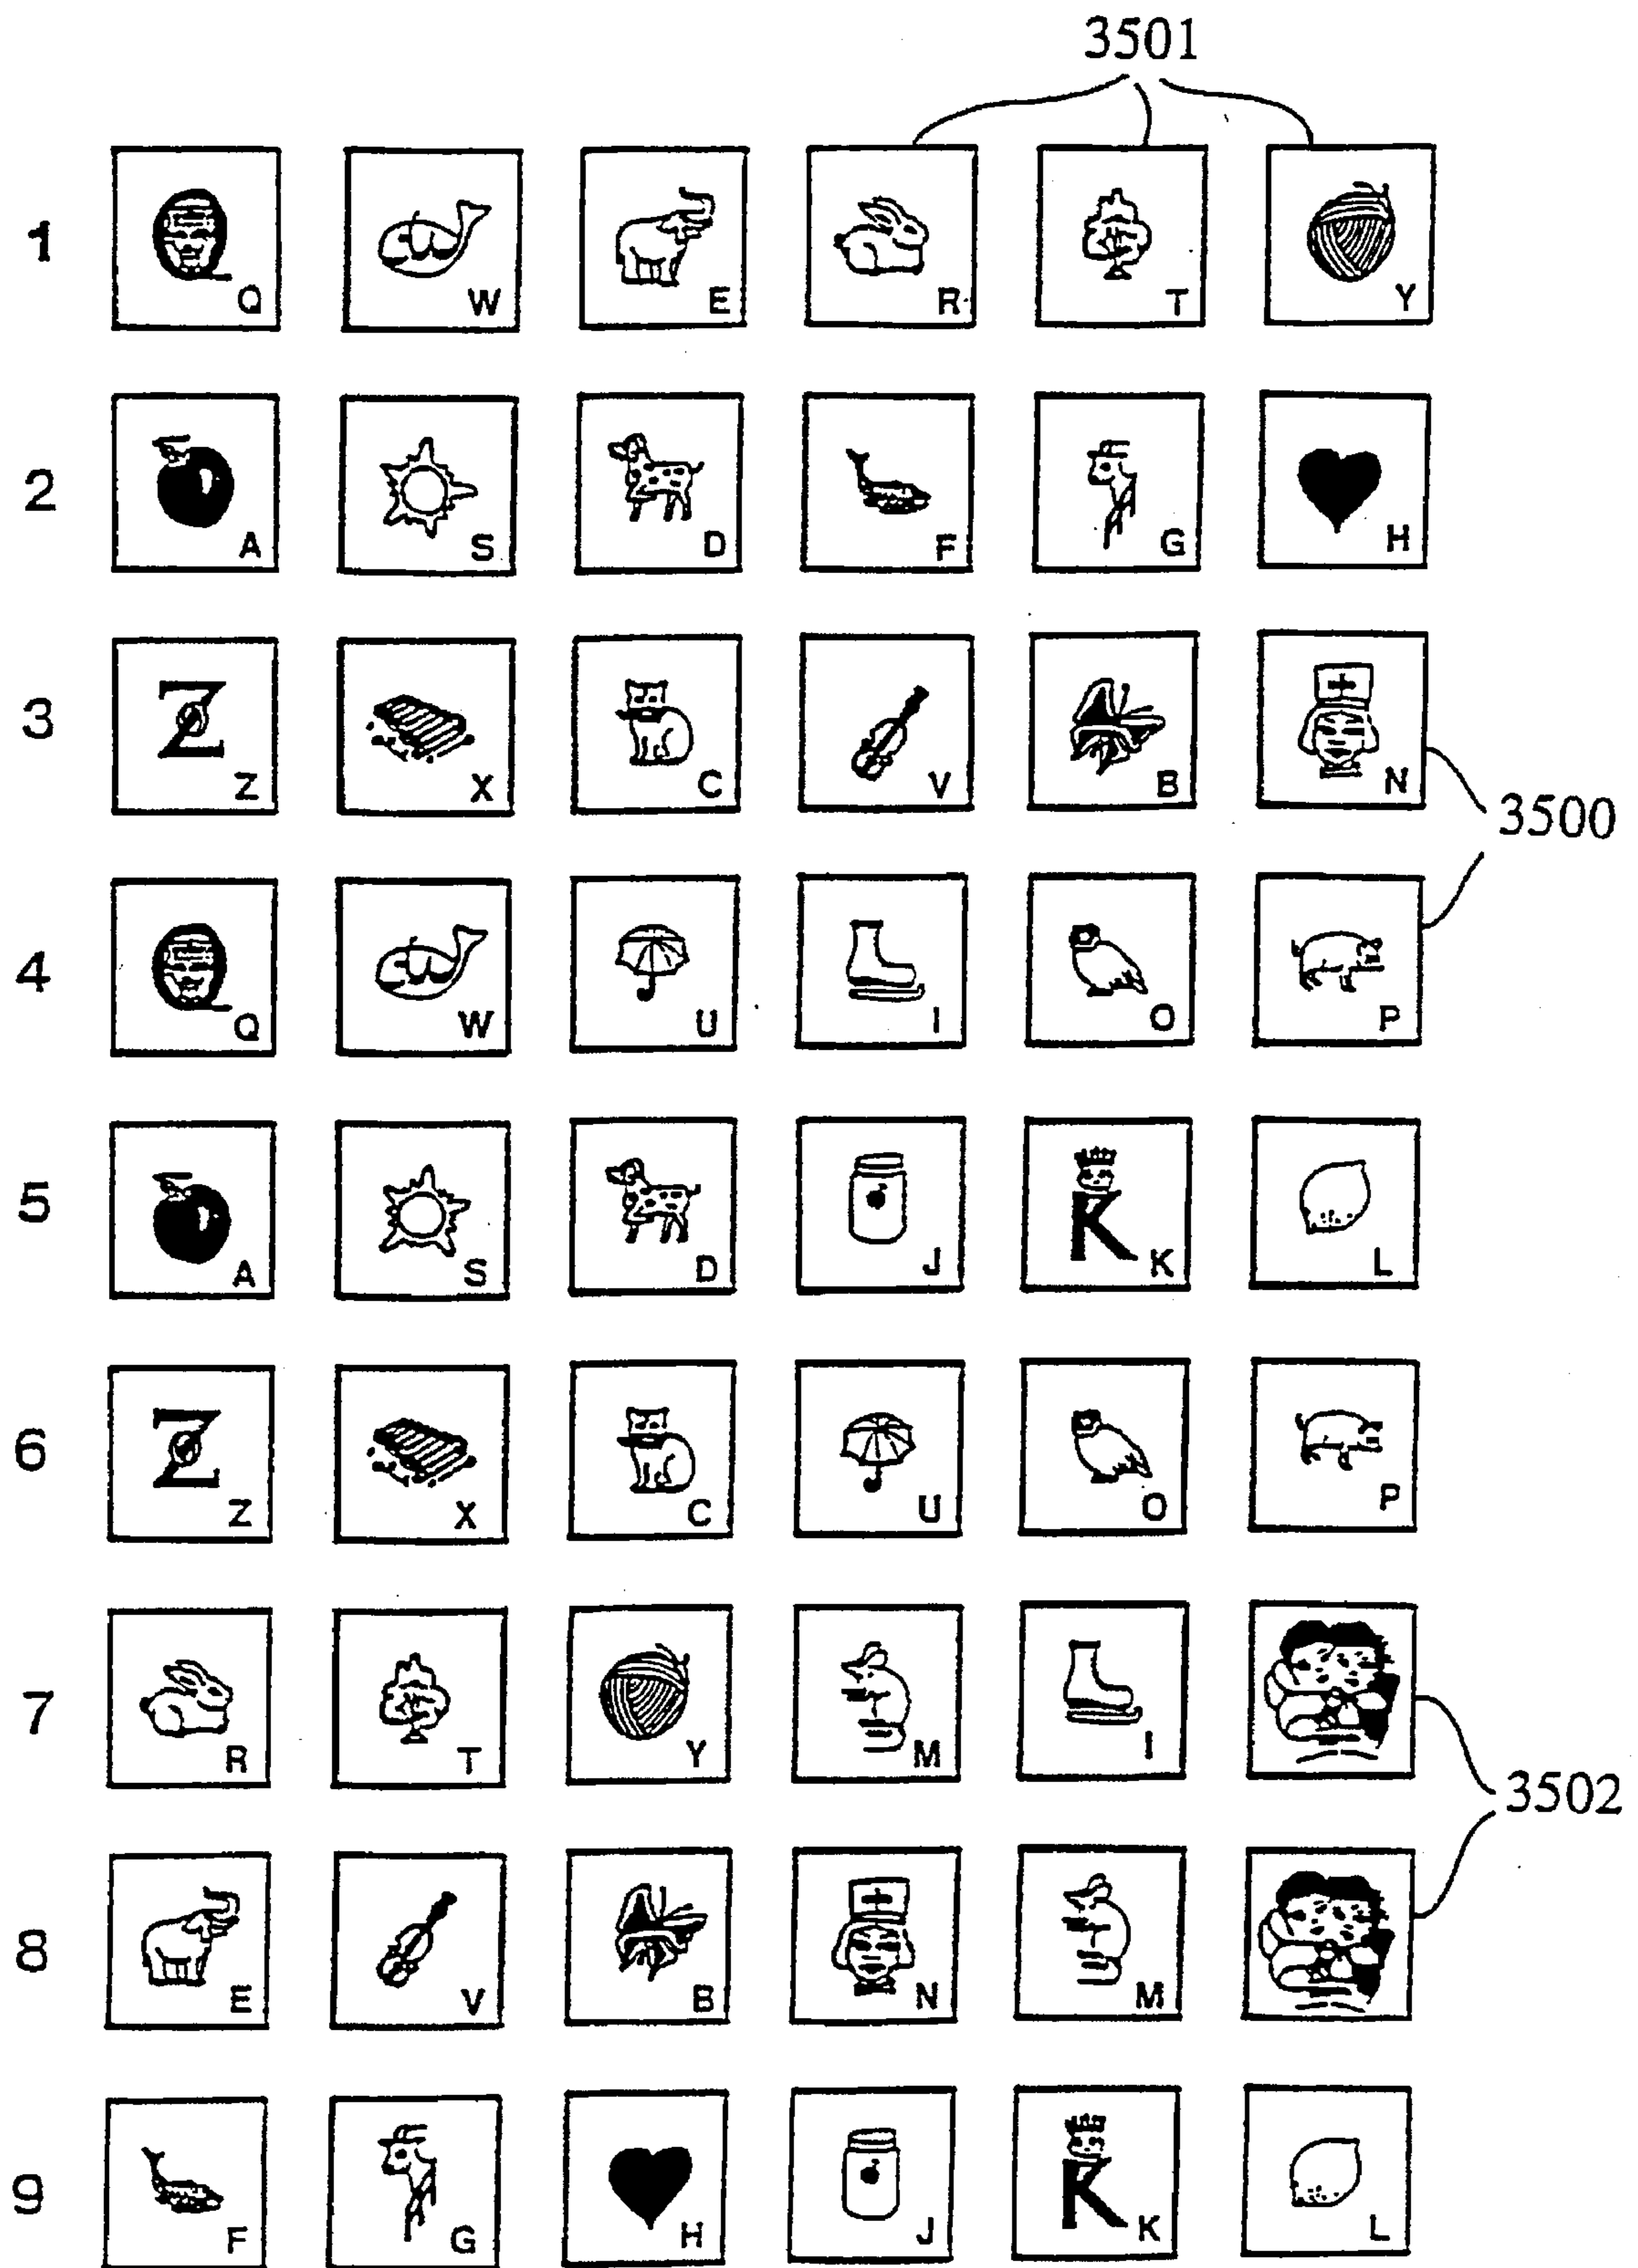 3501
1 Q W E R T Y
2 A S D F G H
3 Z Z X C V B N
3500
4 Q W U I O P
5 A S D J K K L
6 Z Z X C U O P
7 R T Y M I
3502
8 E V B N M
9 F G H J K K L